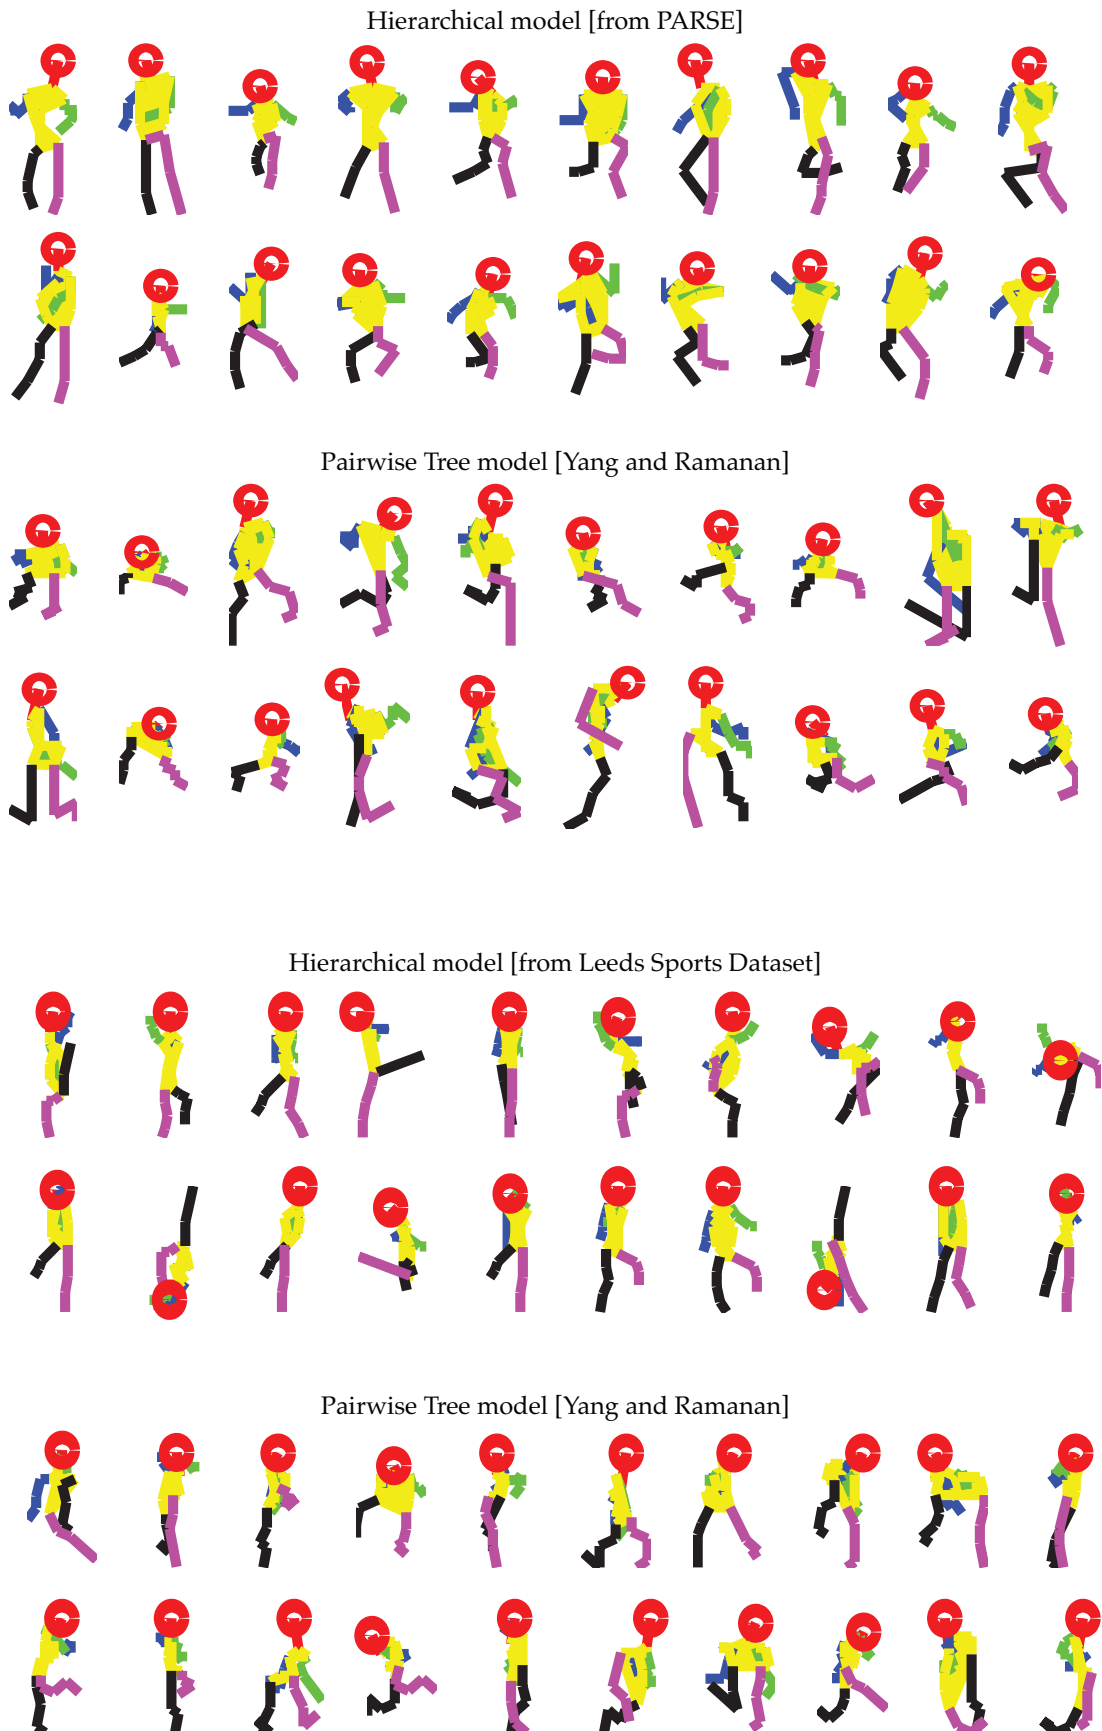 Hierarchical model [from PARSE]
Pairwise Tree model [Yang and Ramanan]
Hierarchical model [from Leeds Sports Dataset]
Pairwise Tree model [Yang and Ramanan]